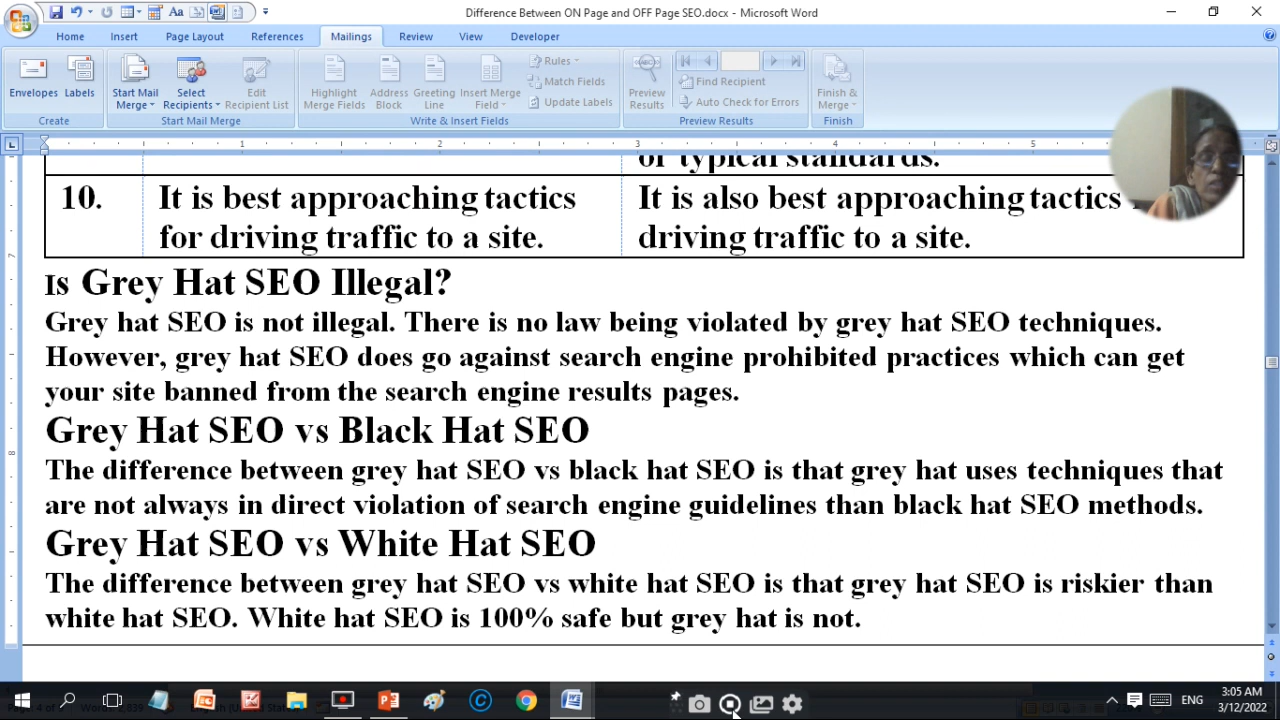 Difference Between ON Page and OFF Page SEO.docx - Microsoft Word
Home Insert Page Layout References Mailings Review View Developer
Envelopes Labels
Create
Start Mail Merge
Select Recipients
Edit Recipient List
Start Mail Merge
Highlight Merge Fields
Address Block
Greeting Line
Insert Merge Field
Rules
Match Fields
Update Labels
Write & Insert Fields
Preview Results
Find Recipient
Auto Check for Errors
Preview Results
Finish & Merge
Finish
1 2 3 4 5
or typical standards.
10. It is best approaching tactics It is also best approaching tactics
for driving traffic to a site. driving traffic to a site.
Is Grey Hat SEO Illegal?
Grey hat SEO is not illegal. There is no law being violated by grey hat SEO techniques.
However, grey hat SEO does go against search engine prohibited practices which can get
your site banned from the search engine results pages.
Grey Hat SEO vs Black Hat SEO
The difference between grey hat SEO vs black hat SEO is that grey hat uses techniques that
are not always in direct violation of search engine guidelines than black hat SEO methods.
Grey Hat SEO vs White Hat SEO
The difference between grey hat SEO vs white hat SEO is that grey hat SEO is riskier than
white hat SEO. White hat SEO is 100% safe but grey hat is not.
ENG
3:05 AM
3/12/2022